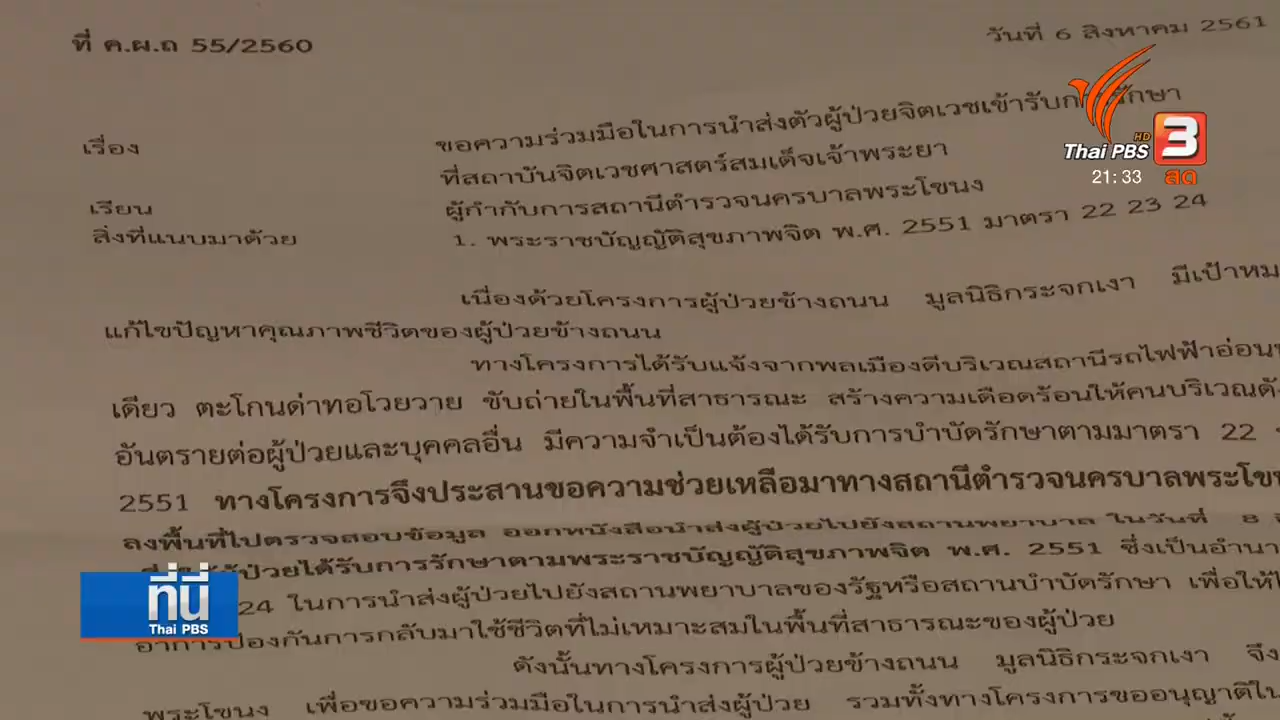 ที่ ค.ผ.ถ 55/2560
วันที่ 6 สิงหาคม 2561
เรื่อง ขอความร่วมมือในการนำส่งตัวผู้ป่วยจิตเวชเข้ารับการรักษา
ที่สถาบันจิตเวชศาสตร์สมเด็จเจ้าพระยา
เรียน ผู้กำกับการสถานีตำรวจนครบาลพระโขนง
สิ่งที่แนบมาด้วย 1. พระราชบัญญัติสุขภาพจิต พ.ศ. 2551 มาตรา 22 23 24
เนื่องด้วยโครงการผู้ป่วยข้างถนน มูลนิธิกระจกเงา มีเป้าหม
แก้ไขปัญหาคุณภาพชีวิตของผู้ป่วยข้างถนน
ทางโครงการได้รับแจ้งจากพลเมืองดีบริเวณสถานีรถไฟฟ้าอ่อน
เดียว ตะโกนด่าทอโวยวาย ขับถ่ายในพื้นที่สาธารณะ สร้างความเดือดร้อนให้คนบริเวณดั
อันตรายต่อผู้ป่วยและบุคคลอื่น มีความจำเป็นต้องได้รับการบำบัดรักษาตามมาตรา 22
2551 ทางโครงการจึงประสานขอความช่วยเหลือมาทางสถานีตำรวจนครบาลพระโข
ลงพื้นที่ไปตรวจสอบข้อมูล ออกหนังสือนำส่งผู้ป่วยไปยังสถานพยาบาล ในวันที่ 8
ผู้ป่วยได้รับการรักษาตามพระราชบัญญัติสุขภาพจิต พ.ศ. 2551 ซึ่งเป็นอำนา
24 ในการนำส่งผู้ป่วยไปยังสถานพยาบาลของรัฐหรือสถานบำบัดรักษา เพื่อให้
อาการป้องกันการกลับมาใช้ชีวิตที่ไม่เหมาะสมในพื้นที่สาธารณะของผู้ป่วย
ดังนั้นทางโครงการผู้ป่วยข้างถนน มูลนิธิกระจกเงา จึง
พระโขนง เพื่อขอความร่วมมือในการนำส่งผู้ป่วย รวมทั้งทางโครงการขออนุญาติใน
Thai PBS HD 3
21:33 สด
ที่นี่
Thai PBS